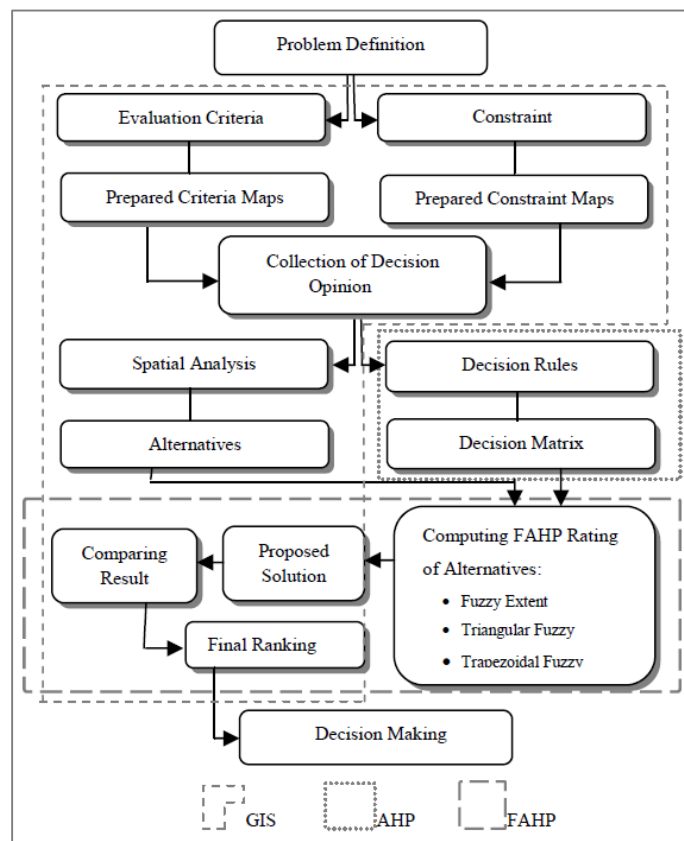 Problem Definition
Evaluation Criteria
Constraint
Prepared Criteria Maps
Prepared Constraint Maps
Collection of Decision
Opinion
Spatial Analysis
Decision Rules
Alternatives
Decision Matrix
Comparing
Result
Proposed
Solution
Computing FAHP Rating
of Alternatives:
• Fuzzy Extent
• Triangular Fuzzy
• Trapezoidal Fuzzy
Final Ranking
Decision Making
GIS
AHP
FAHP